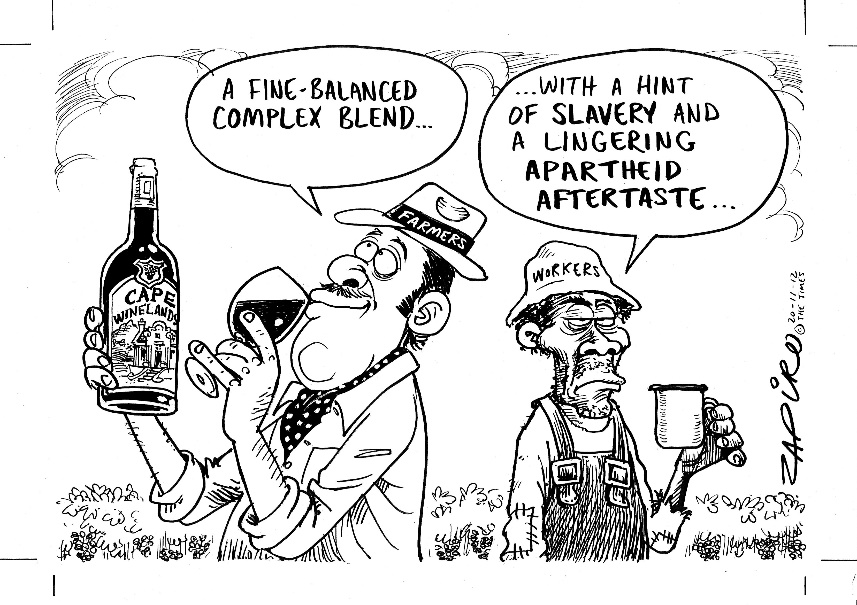 A FINE-BALANCED
COMPLEX BLEND...
...WITH A HINT
OF SLAVERY AND
A LINGERING
APARTHEID
AFTERTASTE...
FARMERS
CAPE
WINELANDS
WORKERS
20-11-12
© THE TIMES
ZAPIRO